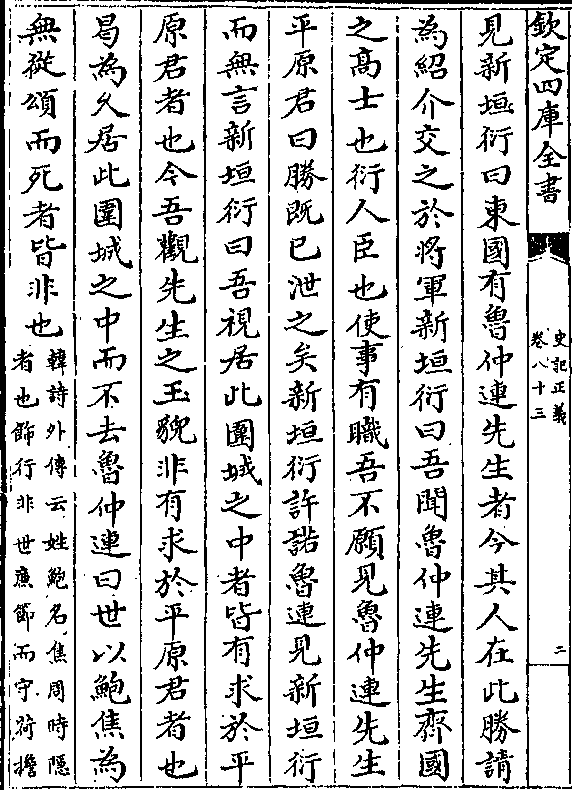 欽定四庫全書
史記正義
卷八十三
二
見新垣衍曰東國有魯仲連先生者今其人在此勝請
為紹介交之於將軍新垣衍曰吾聞魯仲連先生齊國
之高士也衍人臣也使事有職吾不願見魯仲連先生
平原君曰勝既已泄之矣新垣衍許諾魯連見新垣衍
而無言新垣衍曰吾視居此圍城之中者皆有求於平
原君者也今吾觀先生之玉貌非有求於平原君者也
曷為久居此圍城之中而不去魯仲連曰世以鮑焦為
無從頌而死者皆非也
韓詩外傳云姓鮑名焦周時隱
者也飾行非世廉節而守荷擔